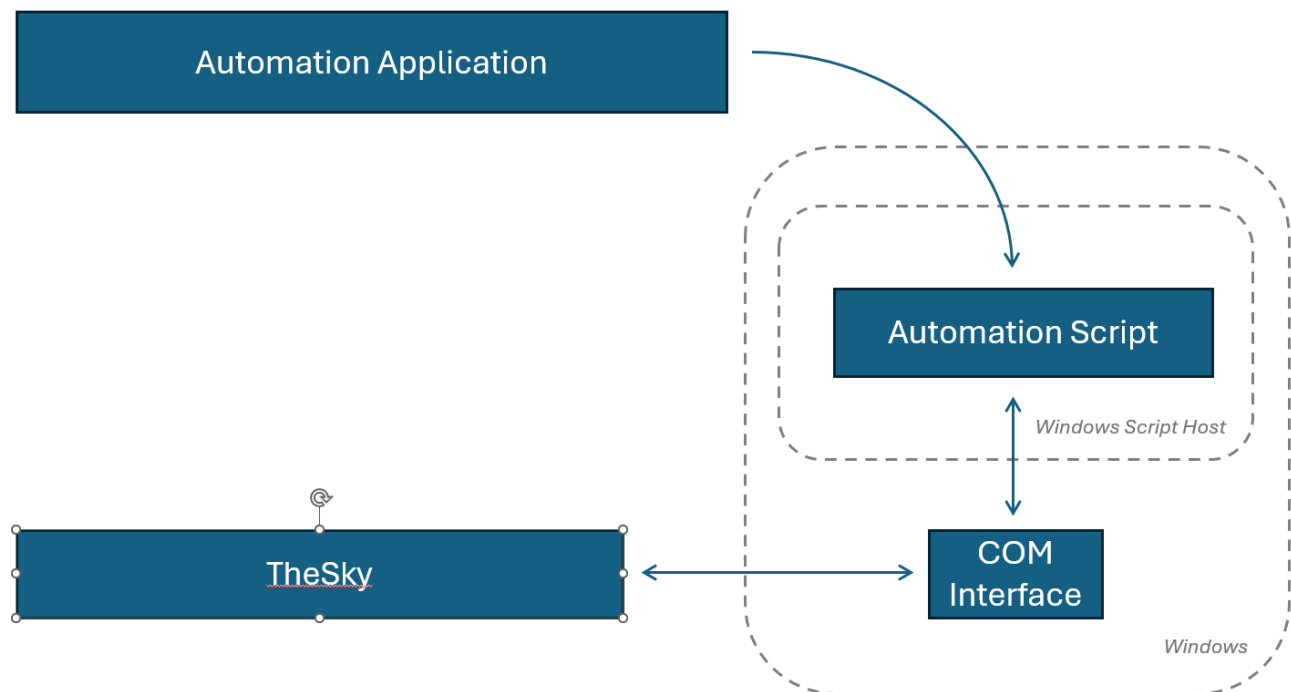 Automation Application
Automation Script
Windows Script Host
TheSky
COM
Interface
Windows